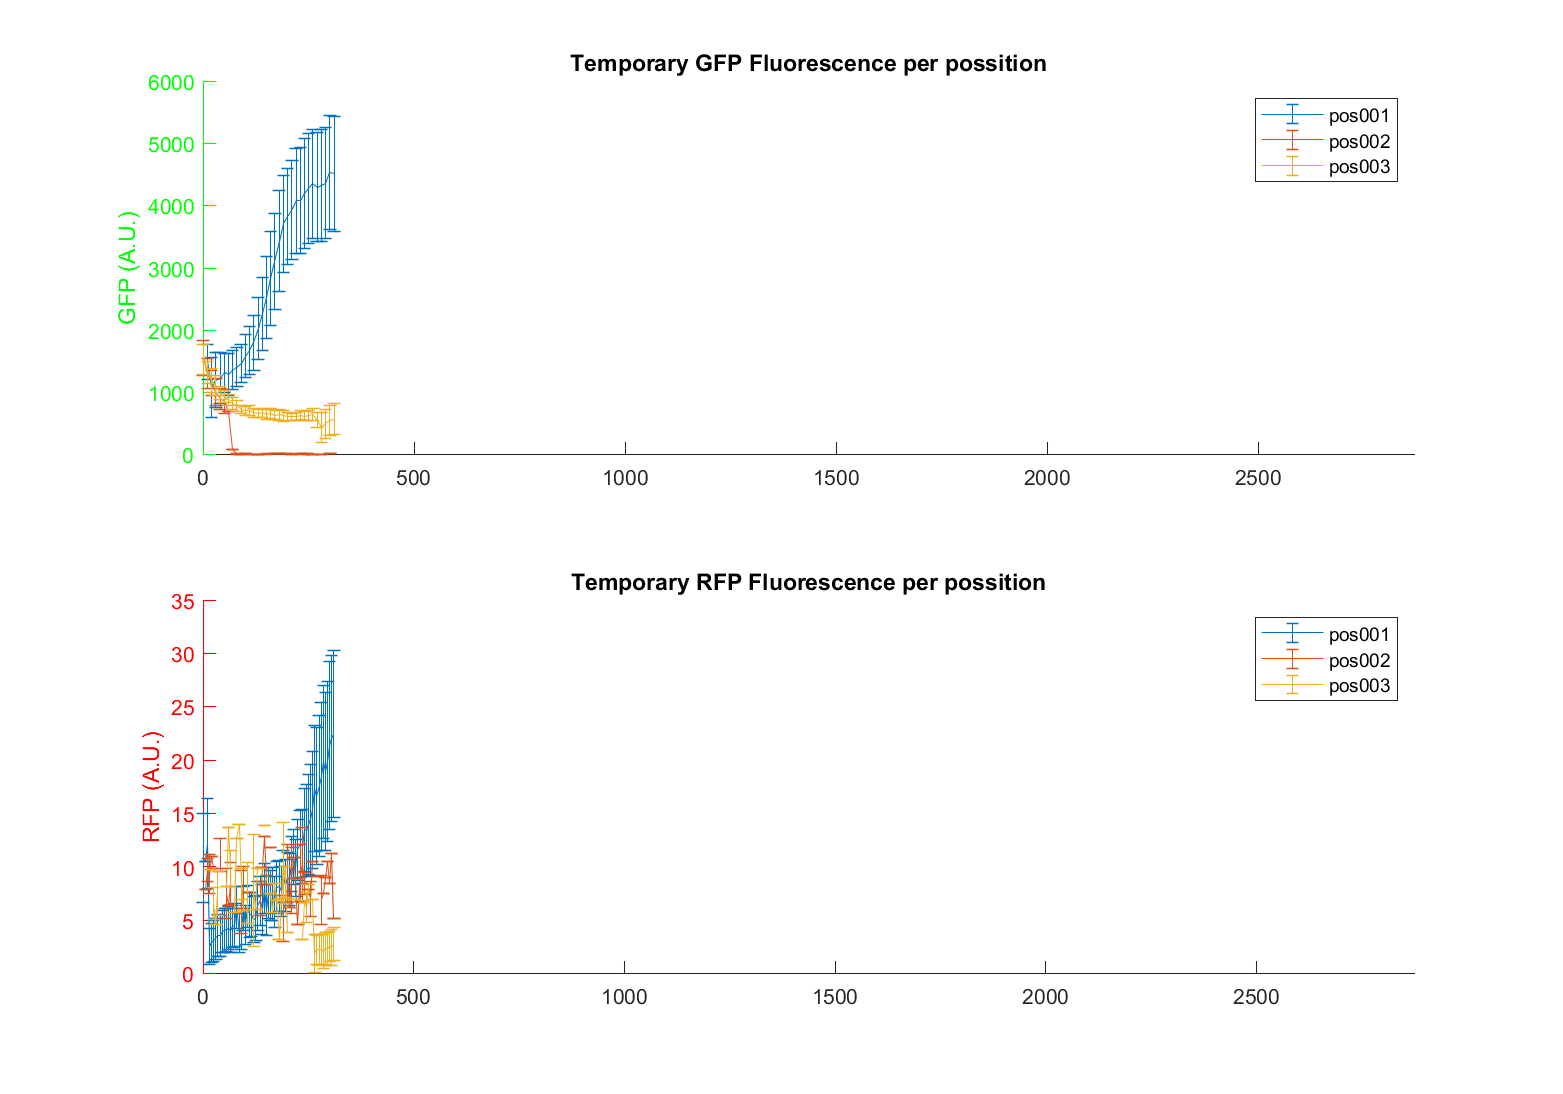 Temporary GFP Fluorescence per possition
6000
5000
4000
3000
2000
1000
0
GFP (A.U.)
pos001
pos002
pos003
0 500 1000 1500 2000 2500
Temporary RFP Fluorescence per possition
35
30
25
20
15
10
5
0
RFP (A.U.)
pos001
pos002
pos003
0 500 1000 1500 2000 2500